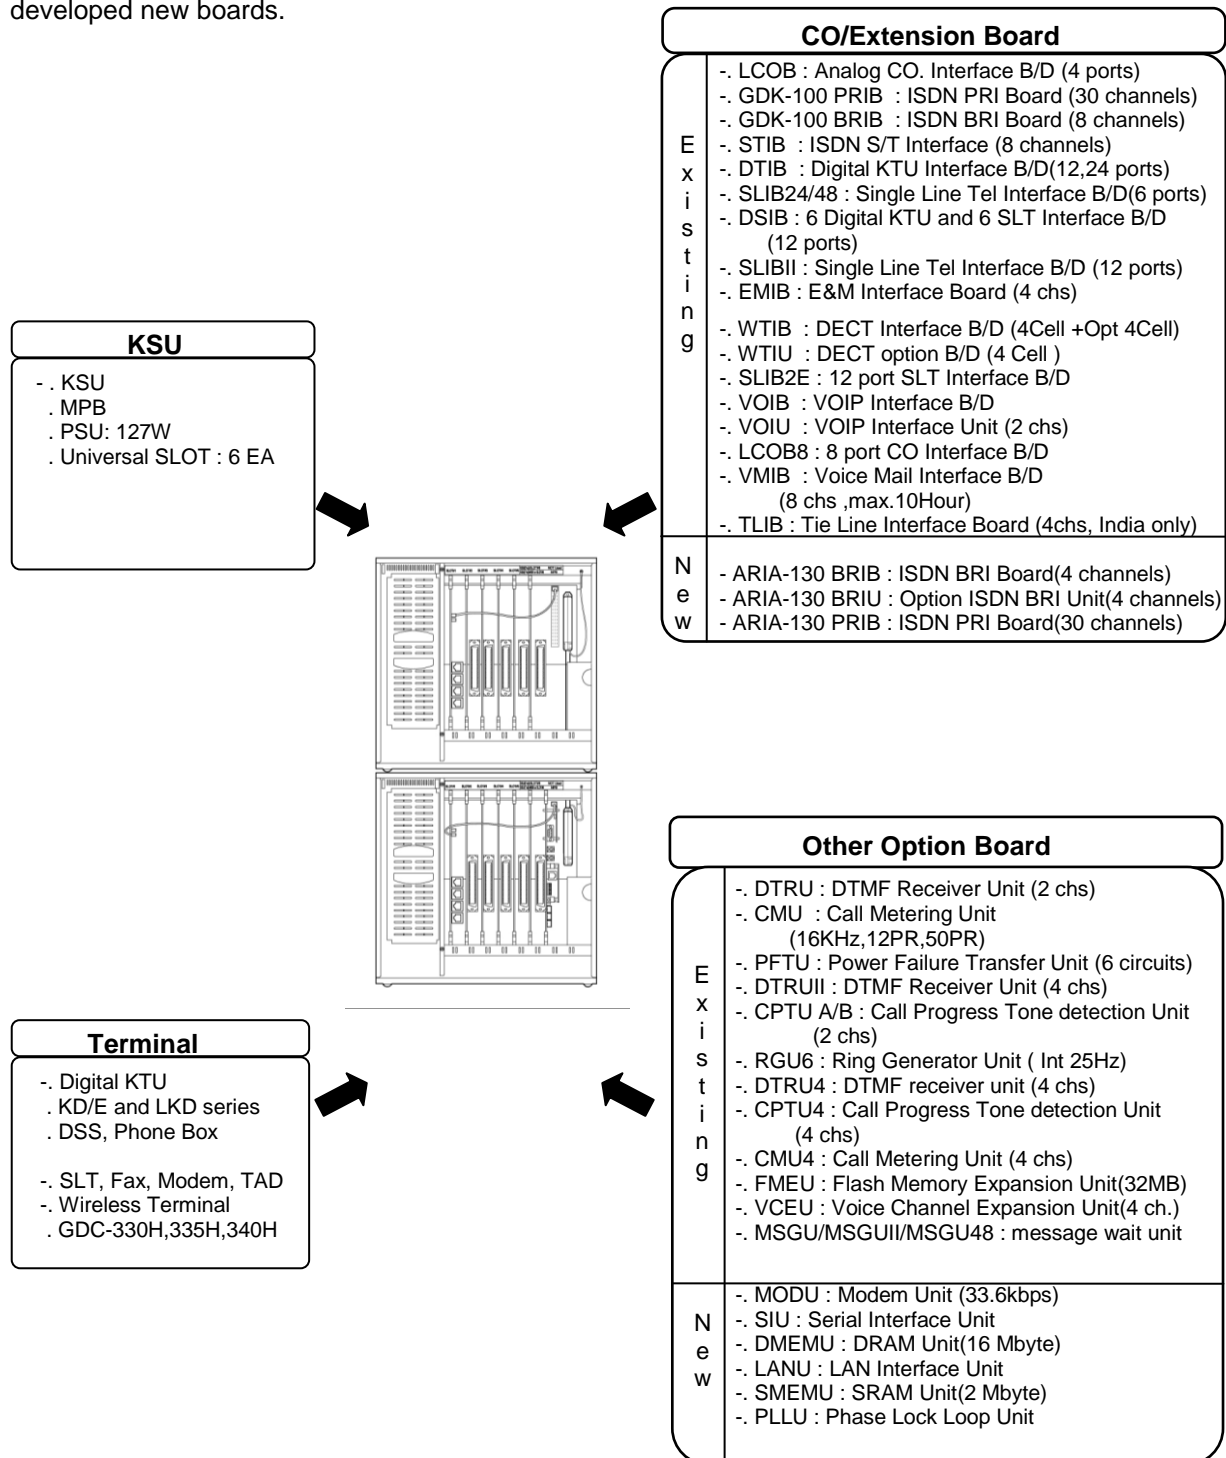 developed new boards.
CO/Extension Board
Existing
-. LCOB : Analog CO. Interface B/D (4 ports)
-. GDK-100 PRIB : ISDN PRI Board (30 channels)
-. GDK-100 BRIB : ISDN BRI Board (8 channels)
-. STIB : ISDN S/T Interface (8 channels)
-. DTIB : Digital KTU Interface B/D(12,24 ports)
-. SLIB24/48 : Single Line Tel Interface B/D(6 ports)
-. DSIB : 6 Digital KTU and 6 SLT Interface B/D
(12 ports)
-. SLIBII : Single Line Tel Interface B/D (12 ports)
-. EMIB : E&M Interface Board (4 chs)
-. WTIB : DECT Interface B/D (4Cell +Opt 4Cell)
-. WTIU : DECT option B/D (4 Cell )
-. SLIB2E : 12 port SLT Interface B/D
-. VOIB : VOIP Interface B/D
-. VOIU : VOIP Interface Unit (2 chs)
-. LCOB8 : 8 port CO Interface B/D
-. VMIB : Voice Mail Interface B/D
(8 chs ,max.10Hour)
-. TLIB : Tie Line Interface Board (4chs, India only)
New
- ARIA-130 BRIB : ISDN BRI Board(4 channels)
- ARIA-130 BRIU : Option ISDN BRI Unit(4 channels)
- ARIA-130 PRIB : ISDN PRI Board(30 channels)
KSU
- . KSU
. MPB
. PSU: 127W
. Universal SLOT : 6 EA
Terminal
-. Digital KTU
. KD/E and LKD series
. DSS, Phone Box
-. SLT, Fax, Modem, TAD
-. Wireless Terminal
. GDC-330H,335H,340H
Other Option Board
Existing
-. DTRU : DTMF Receiver Unit (2 chs)
-. CMU : Call Metering Unit
(16KHz,12PR,50PR)
-. PFTU : Power Failure Transfer Unit (6 circuits)
-. DTRUII : DTMF Receiver Unit (4 chs)
-. CPTU A/B : Call Progress Tone detection Unit
(2 chs)
-. RGU6 : Ring Generator Unit ( Int 25Hz)
-. DTRU4 : DTMF receiver unit (4 chs)
-. CPTU4 : Call Progress Tone detection Unit
(4 chs)
-. CMU4 : Call Metering Unit (4 chs)
-. FMEU : Flash Memory Expansion Unit(32MB)
-. VCEU : Voice Channel Expansion Unit(4 ch.)
-. MSGU/MSGUII/MSGU48 : message wait unit
New
-. MODU : Modem Unit (33.6kbps)
-. SIU : Serial Interface Unit
-. DMEMU : DRAM Unit(16 Mbyte)
-. LANU : LAN Interface Unit
-. SMEMU : SRAM Unit(2 Mbyte)
-. PLLU : Phase Lock Loop Unit